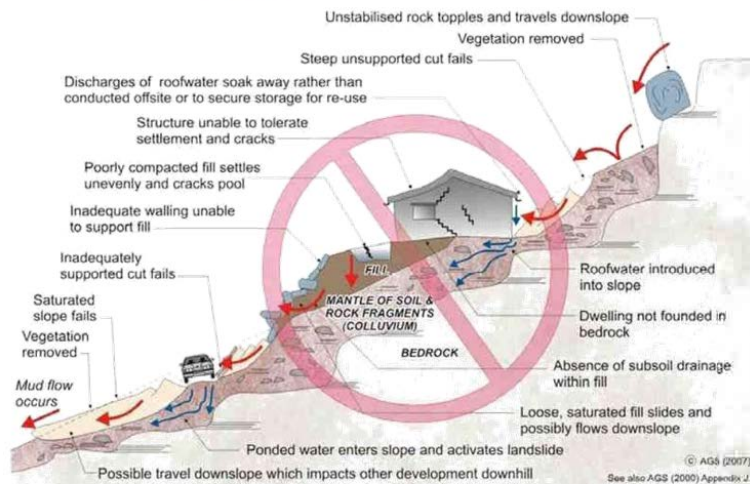 Unstabilised rock topples and travels downslope
Vegetation removed
Steep unsupported cut fails
Discharges of roofwater soak away rather than
conducted offsite or to secure storage for re-use
Structure unable to tolerate
settlement and cracks
Poorly compacted fill settles
unevenly and cracks pool
Inadequate walling unable
to support fill
Inadequately
supported cut fails
Saturated
slope fails
Vegetation
removed
Mud flow
occurs
FILL
MANTLE OF SOIL &
ROCK FRAGMENTS
(COLLUVIUM)
BEDROCK
Roofwater introduced
into slope
Dwelling not founded in
bedrock
Absence of subsoil drainage
within fill
Loose, saturated fill slides and
possibly flows downslope
Ponded water enters slope and activates landslide
Possible travel downslope which impacts other development downhill
© AGS (2007)
See also AGS (2000) Appendix J